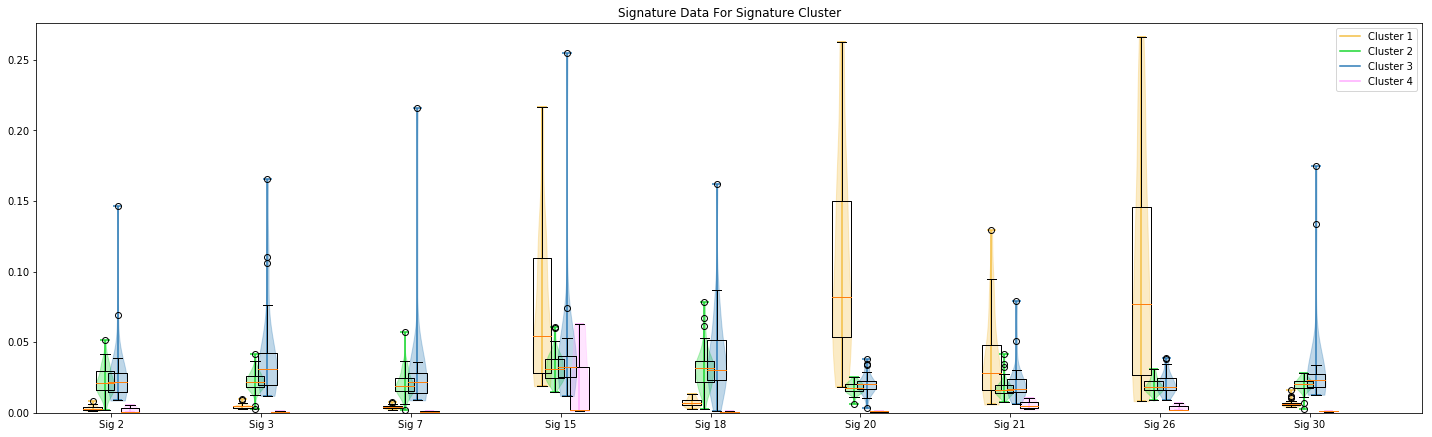 Signature Data For Signature Cluster
Cluster 1
Cluster 2
Cluster 3
Cluster 4
0.25
0.20
0.15
0.10
0.05
0.00
Sig 2 Sig 3 Sig 7 Sig 15 Sig 18 Sig 20 Sig 21 Sig 26 Sig 30